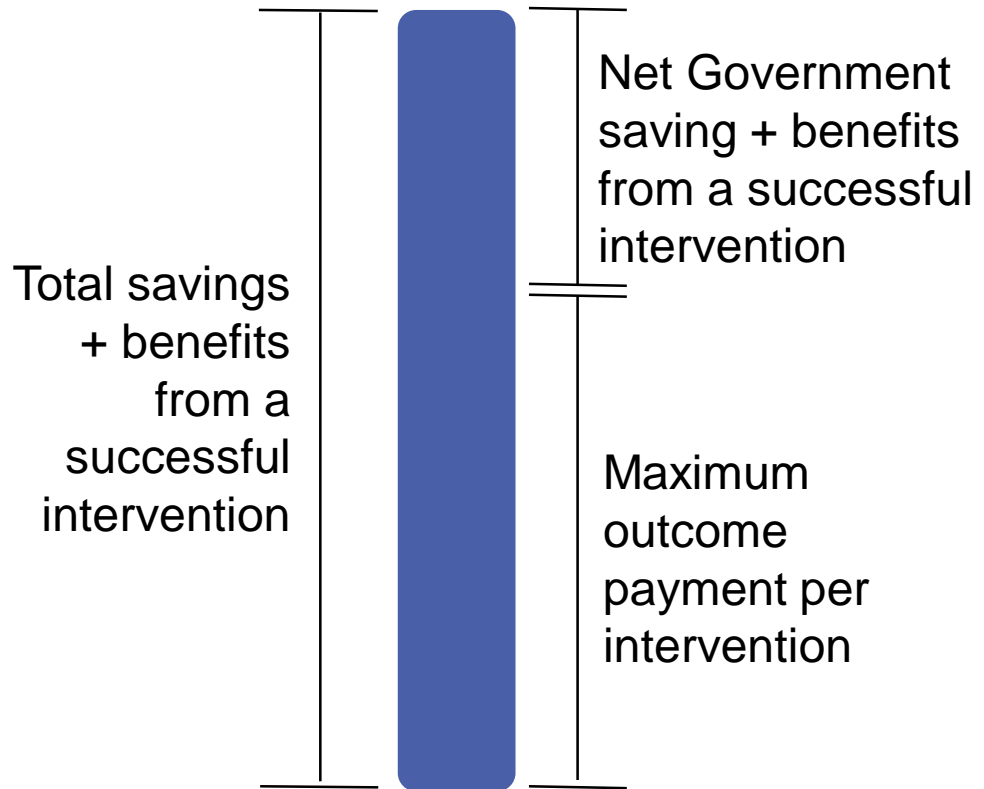 Total savings
+ benefits
from a
successful
intervention
Net Government
saving + benefits
from a successful
intervention
Maximum
outcome
payment per
intervention